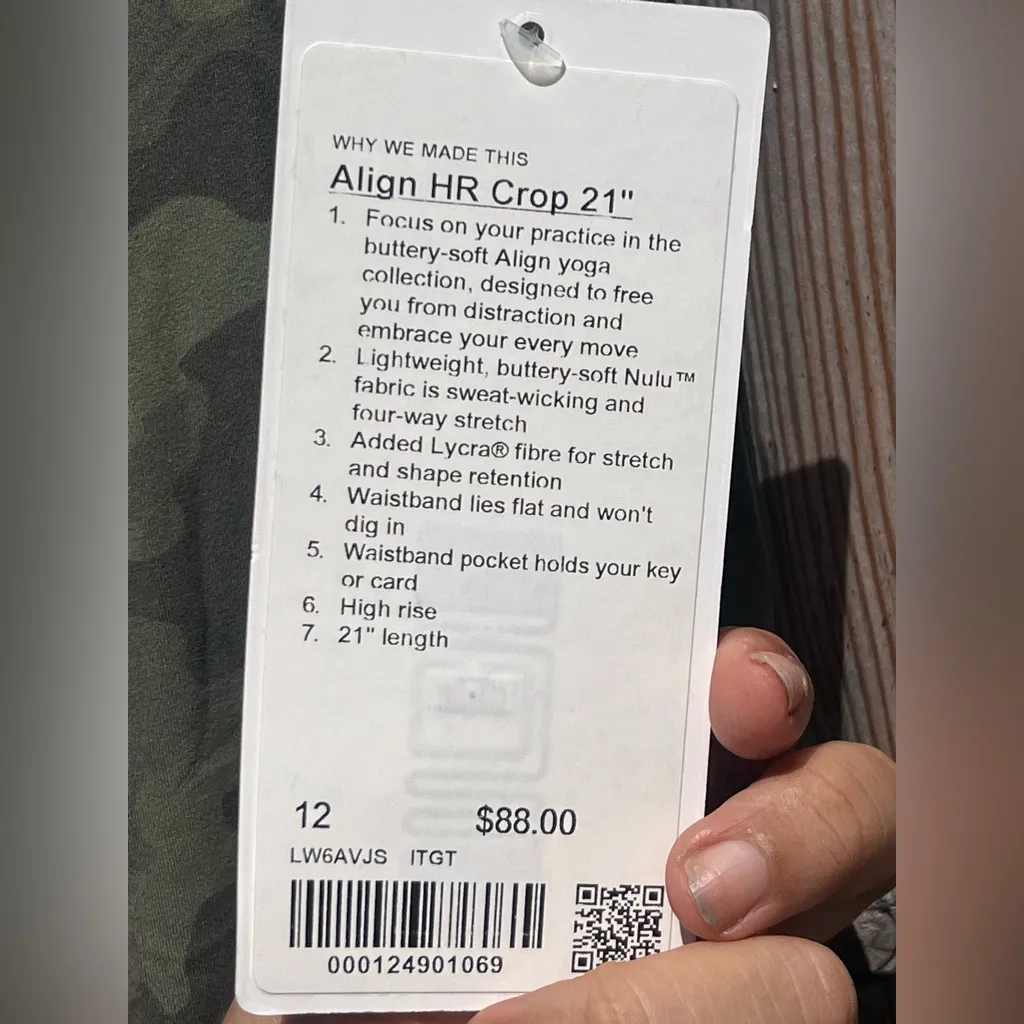 WHY WE MADE THIS
Align HR Crop 21"
1. Focus on your practice in the
buttery-soft Align yoga
collection, designed to free
you from distraction and
embrace your every move
2. Lightweight, buttery-soft Nulu™
fabric is sweat-wicking and
four-way stretch
3. Added Lycra® fibre for stretch
and shape retention
4. Waistband lies flat and won't
dig in
5. Waistband pocket holds your key
or card
6. High rise
7. 21" length
12 $88.00
LW6AVJS ITGT
000124901069